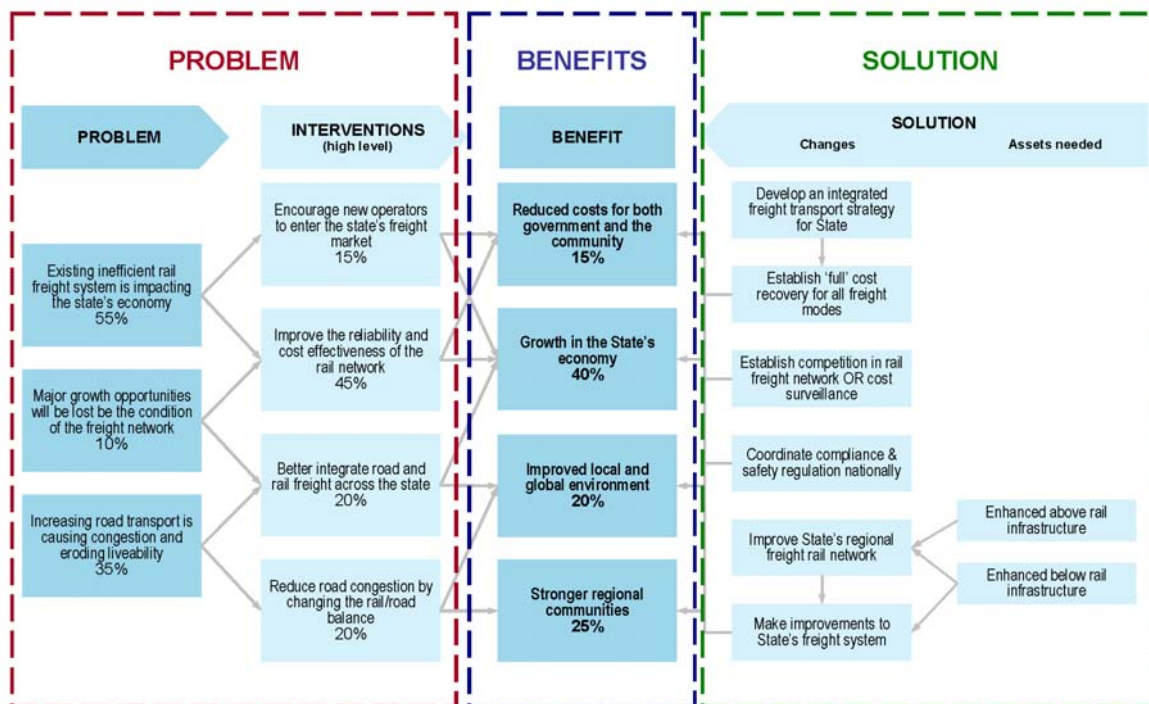 PROBLEM
BENEFITS
SOLUTION
PROBLEM
INTERVENTIONS
(high level)
BENEFIT
SOLUTION
Changes
Assets needed
Existing inefficient rail
freight system is impacting
the state's economy
55%
Major growth opportunities
will be lost be the condition
of the freight network
10%
Increasing road transport is
causing congestion and
eroding liveability
35%
Encourage new operators
to enter the state's freight
market
15%
Improve the reliability and
cost effectiveness of the
rail network
45%
Better integrate road and
rail freight across the state
20%
Reduce road congestion by
changing the rail/road
balance
20%
Reduced costs for both
government and the
community
15%
Growth in the State's
economy
40%
Improved local and
global environment
20%
Stronger regional
communities
25%
Develop an integrated
freight transport strategy
for State
Establish 'full' cost
recovery for all freight
modes
Establish competition in rail
freight network OR cost
surveillance
Coordinate compliance &
safety regulation nationally
Improve State's regional
freight rail network
Make improvements to
State's freight system
Enhanced above rail
infrastructure
Enhanced below rail
infrastructure